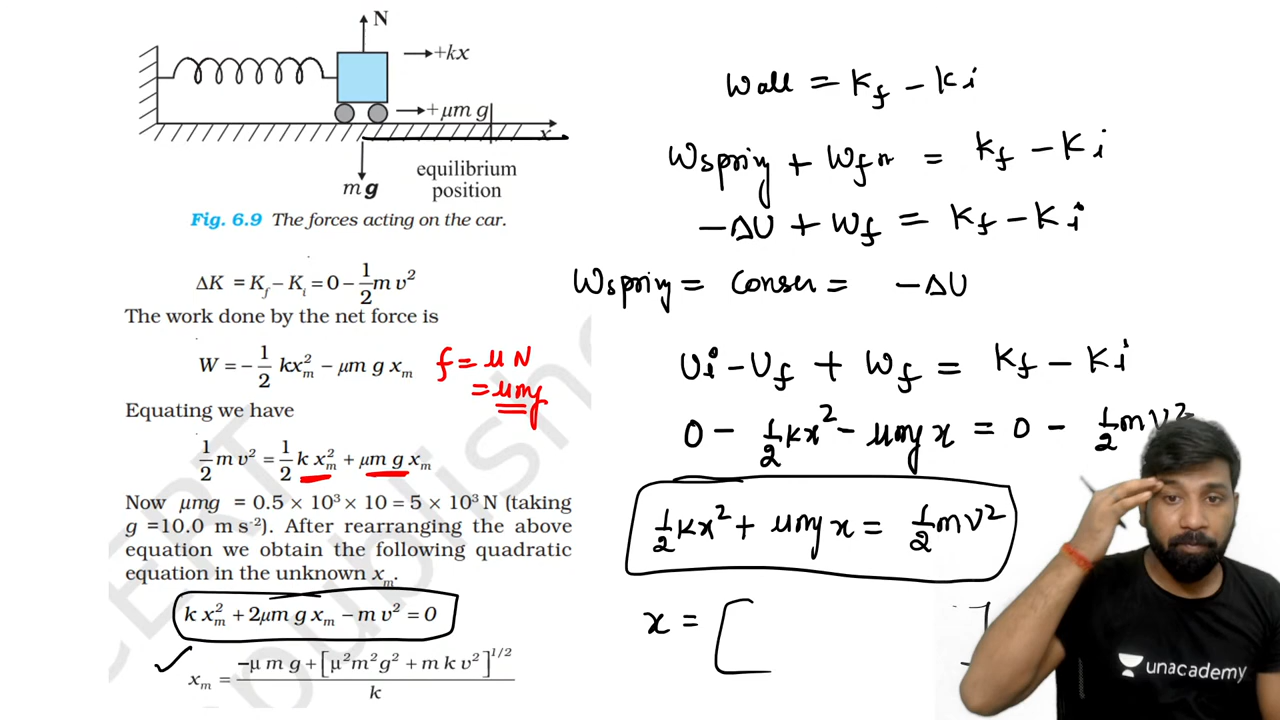 N
+kx
+ μm g
x
equilibrium
position
mg
Fig. 6.9 The forces acting on the car.
ΔK = K_f – K_i = 0 – 1/2 m v²
The work done by the net force is
W = – 1/2 kx_m² – μm g x_m
f = μ N
= μmg
Equating we have
1/2 m v² = 1/2 k x_m² + μm g x_m
Now μmg = 0.5 × 10³ × 10 = 5 × 10³ N (taking
g =10.0 m s⁻²). After rearranging the above
equation we obtain the following quadratic
equation in the unknown x_m.
k x_m² + 2μm g x_m – m v² = 0
x_m = –μ m g + [μ²m²g² + m k v²]^1/2 / k
Wall = K_f – K_i
Wspring + Wfr = K_f – K_i
–ΔU + W_f = K_f – K_i
Wspring = Conser = –ΔU
U_i – U_f + W_f = K_f – K_i
0 – 1/2 kx² – μmg x = 0 – 1/2 mv²
1/2 kx² + μmg x = 1/2 mv²
x = [
unacademy